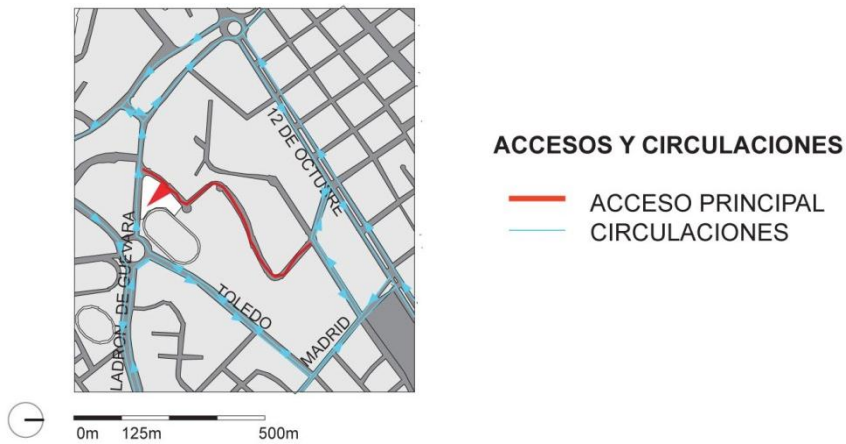 12 DE OCTUBRE
LADRON DE GUEVARA
TOLEDO
MADRID
ACCESOS Y CIRCULACIONES
ACCESO PRINCIPAL
CIRCULACIONES
0m 125m 500m